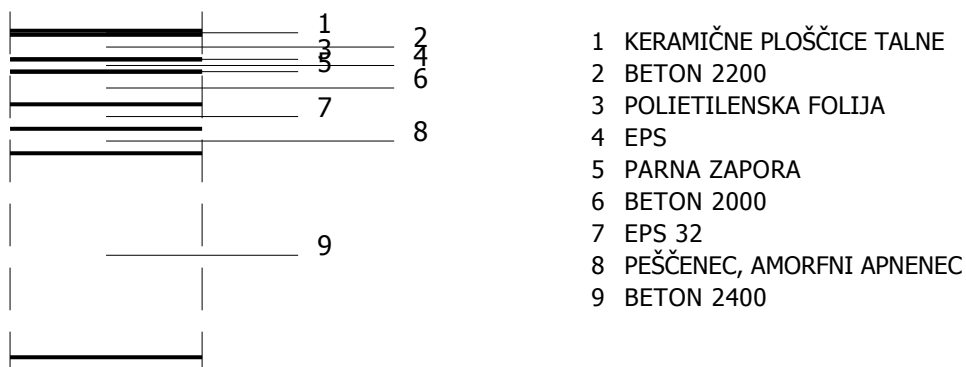 1
2
3
4
5
6
7
8
9
1 KERAMIČNE PLOŠČICE TALNE
2 BETON 2200
3 POLIETILENSKA FOLIJA
4 EPS
5 PARNA ZAPORA
6 BETON 2000
7 EPS 32
8 PEŠČENEC, AMORFNI APNENEC
9 BETON 2400